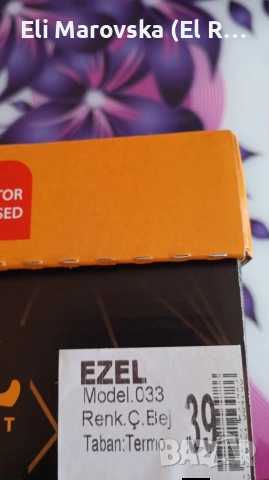 Eli Marovska (El R...
TOR
SED
T
EZEL
Model.033
Renk.Ç.Bej
Taban:Termo
39